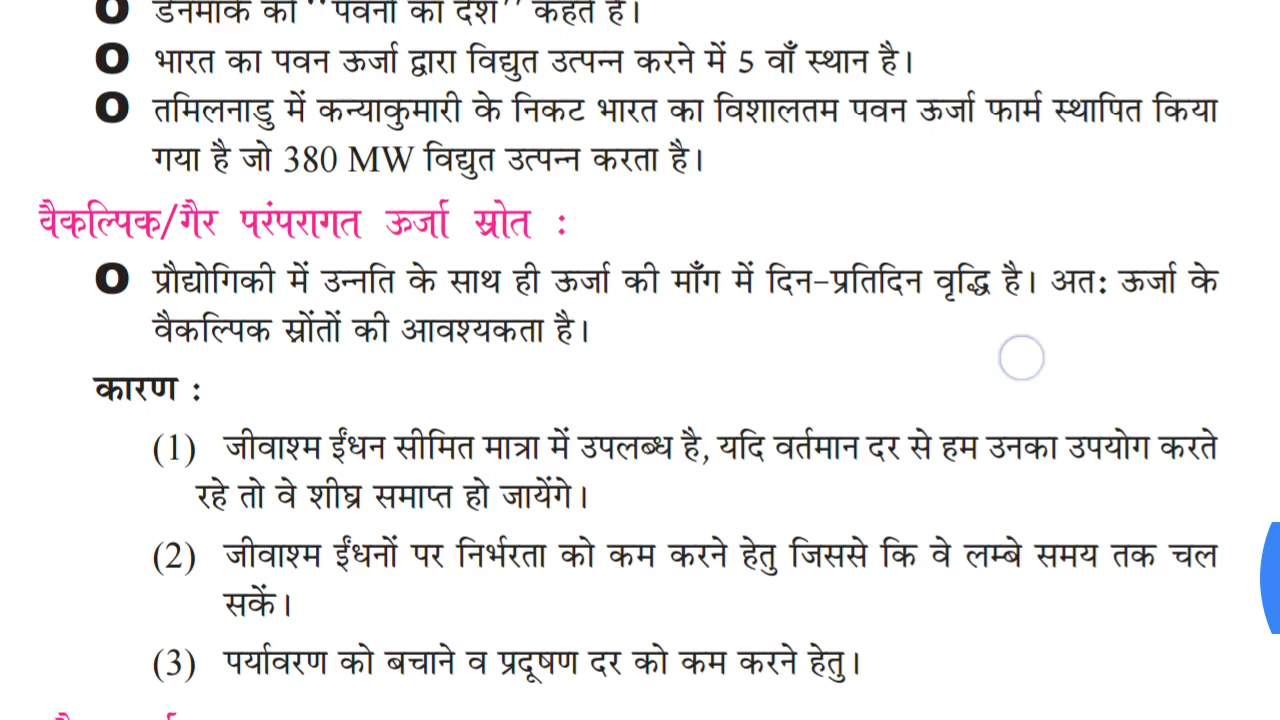 डेनमार्क को ''पवनों का देश'' कहते हैं।
O भारत का पवन ऊर्जा द्वारा विद्युत उत्पन्न करने में 5 वाँ स्थान है।
O तमिलनाडु में कन्याकुमारी के निकट भारत का विशालतम पवन ऊर्जा फार्म स्थापित किया
गया है जो 380 MW विद्युत उत्पन्न करता है।
वैकल्पिक/गैर परंपरागत ऊर्जा स्रोत :
O प्रौद्योगिकी में उन्नति के साथ ही ऊर्जा की माँग में दिन-प्रतिदिन वृद्धि है। अत: ऊर्जा के
वैकल्पिक स्रोंतों की आवश्यकता है।
कारण :
(1) जीवाश्म ईंधन सीमित मात्रा में उपलब्ध है, यदि वर्तमान दर से हम उनका उपयोग करते
रहे तो वे शीघ्र समाप्त हो जायेंगे।
(2) जीवाश्म ईंधनों पर निर्भरता को कम करने हेतु जिससे कि वे लम्बे समय तक चल
सकें।
(3) पर्यावरण को बचाने व प्रदूषण दर को कम करने हेतु।